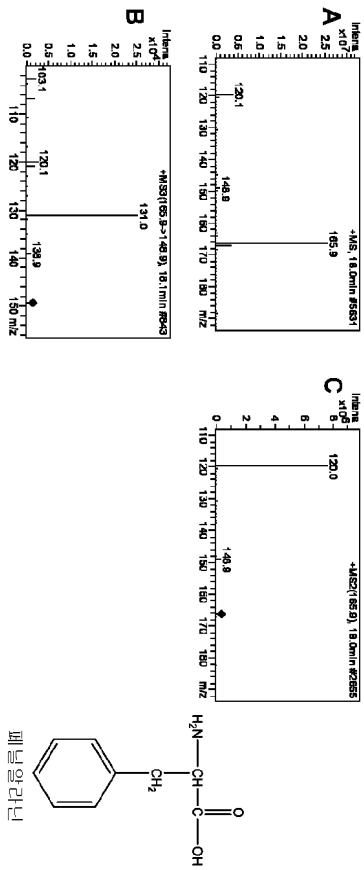 A
Intens
x10^7
2.5
2.0
1.5
1.0
0.5
0.0
+MS, 18.0min #5631
120.1
148.9
165.9
110 120 130 140 150 160 170 180 m/z
B
Intens
x10^4
2.5
2.0
1.5
1.0
0.5
0.0
+MS3(165.9->148.9), 18.1min #843
103.1
120.1
131.0
138.9
110 120 130 140 150 m/z
C
Intens
x10^6
8
6
4
2
0
+MS2(165.9), 18.0min #2655
120.0
148.9
110 120 130 140 150 160 170 180 m/z
O
H₂N CH C OH
CH₂
페닐알라닌